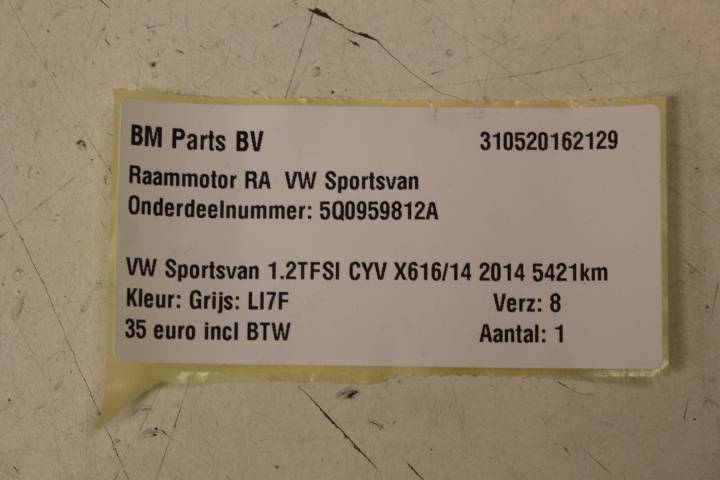 BM Parts BV 310520162129
Raammotor RA VW Sportsvan
Onderdeelnummer: 5Q0959812A
VW Sportsvan 1.2TFSI CYV X616/14 2014 5421km
Kleur: Grijs: LI7F Verz: 8
35 euro incl BTW Aantal: 1